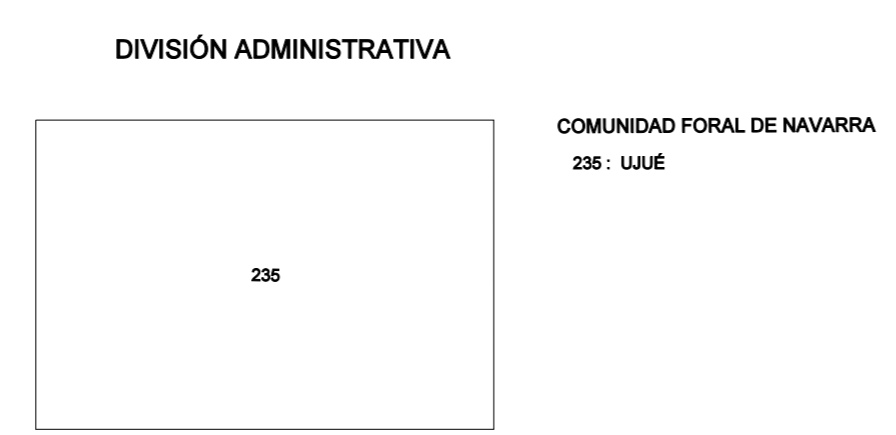 DIVISIÓN ADMINISTRATIVA
COMUNIDAD FORAL DE NAVARRA
235 : UJUÉ
235